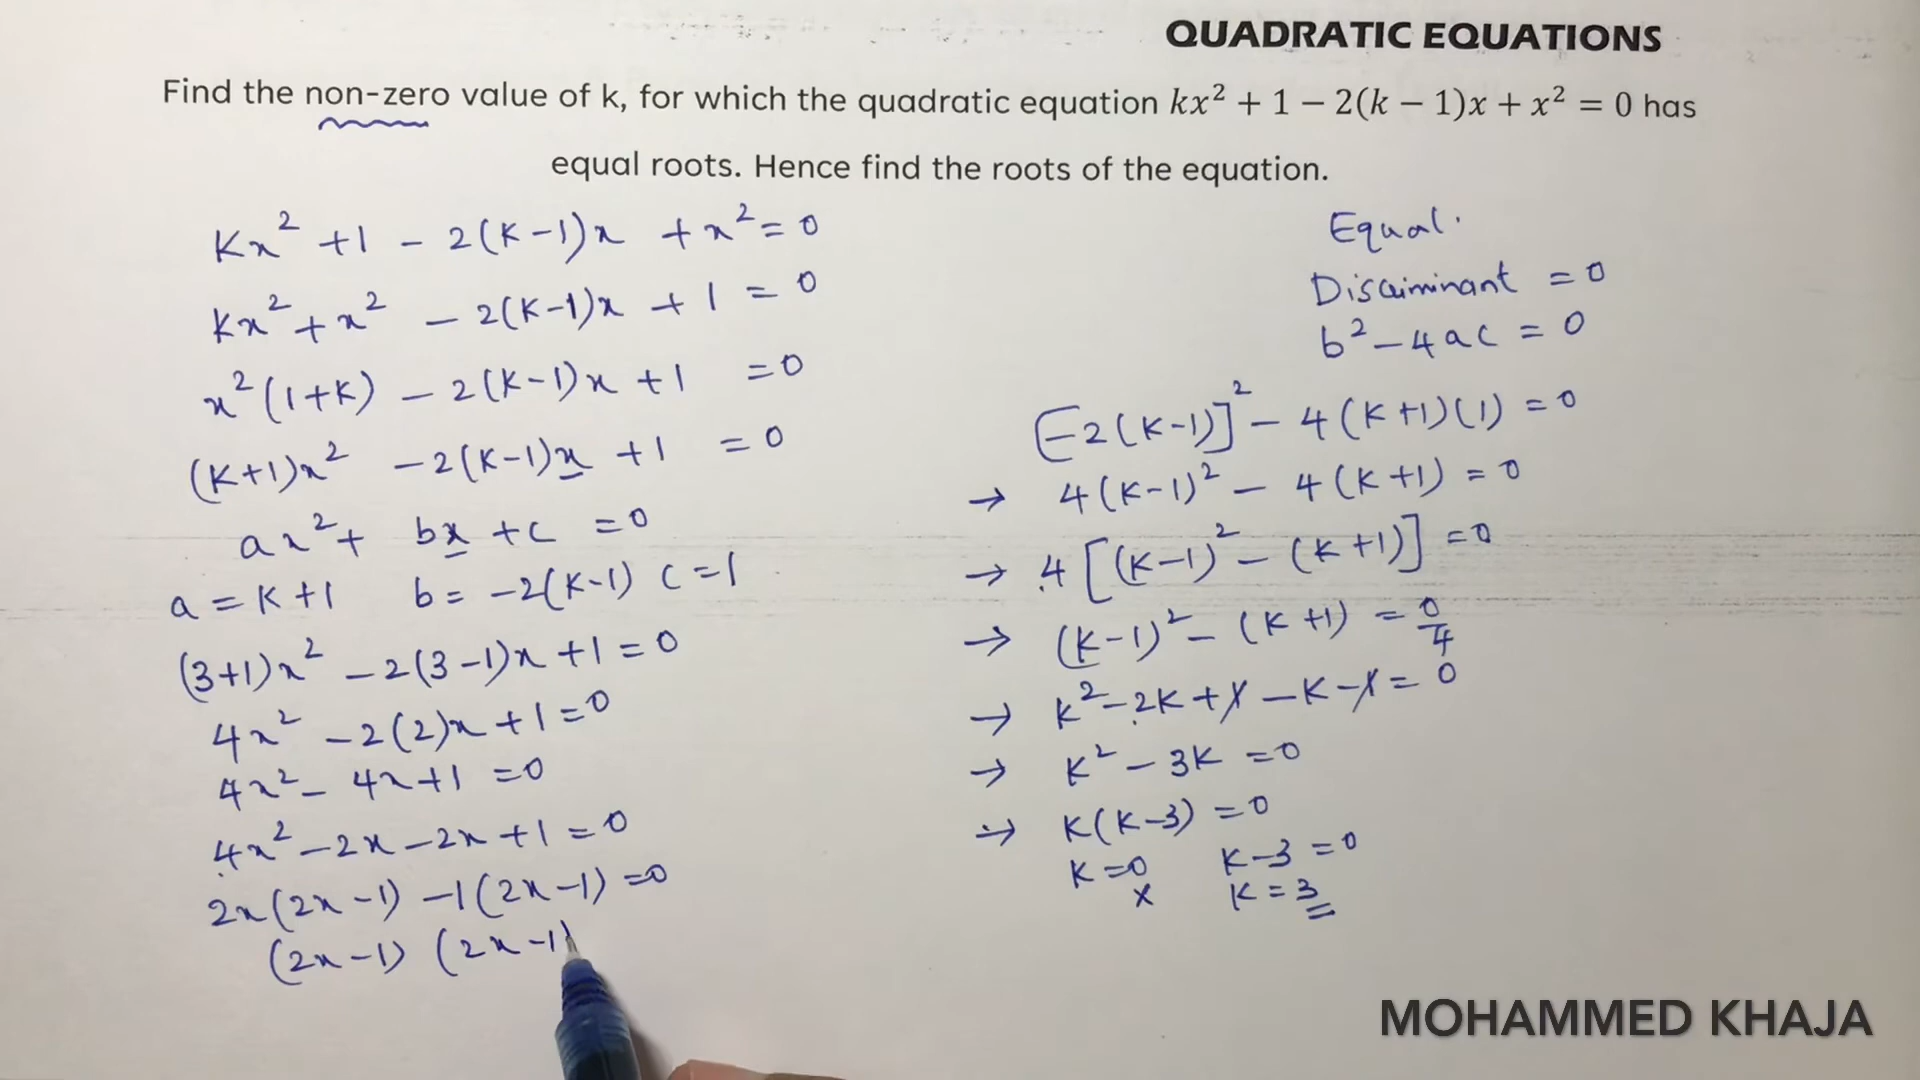 QUADRATIC EQUATIONS
Find the non-zero value of k, for which the quadratic equation kx² + 1 − 2(k − 1)x + x² = 0 has
equal roots. Hence find the roots of the equation.
Kx² + 1 − 2(K−1)x + x² = 0
Kx² + x² − 2(K−1)x + 1 = 0
x²(1+K) − 2(K−1)x + 1 = 0
(K+1)x² − 2(K−1)x + 1 = 0
ax² + bx + c = 0
a = K+1 b = −2(K−1) c = 1
(3+1)x² − 2(3−1)x + 1 = 0
4x² − 2(2)x + 1 = 0
4x² − 4x + 1 = 0
4x² − 2x − 2x + 1 = 0
2x(2x−1) −1(2x−1) = 0
(2x−1) (2x−1)
Equal.
Discriminant = 0
b² − 4ac = 0
[−2(K−1)]² − 4(K+1)(1) = 0
→ 4(K−1)² − 4(K+1) = 0
→ 4[(K−1)² − (K+1)] = 0
→ (K−1)² − (K+1) = 0/4
→ K² − 2K + 1 − K − 1 = 0
→ K² − 3K = 0
→ K(K−3) = 0
K = 0 K−3 = 0
x K = 3
MOHAMMED KHAJA